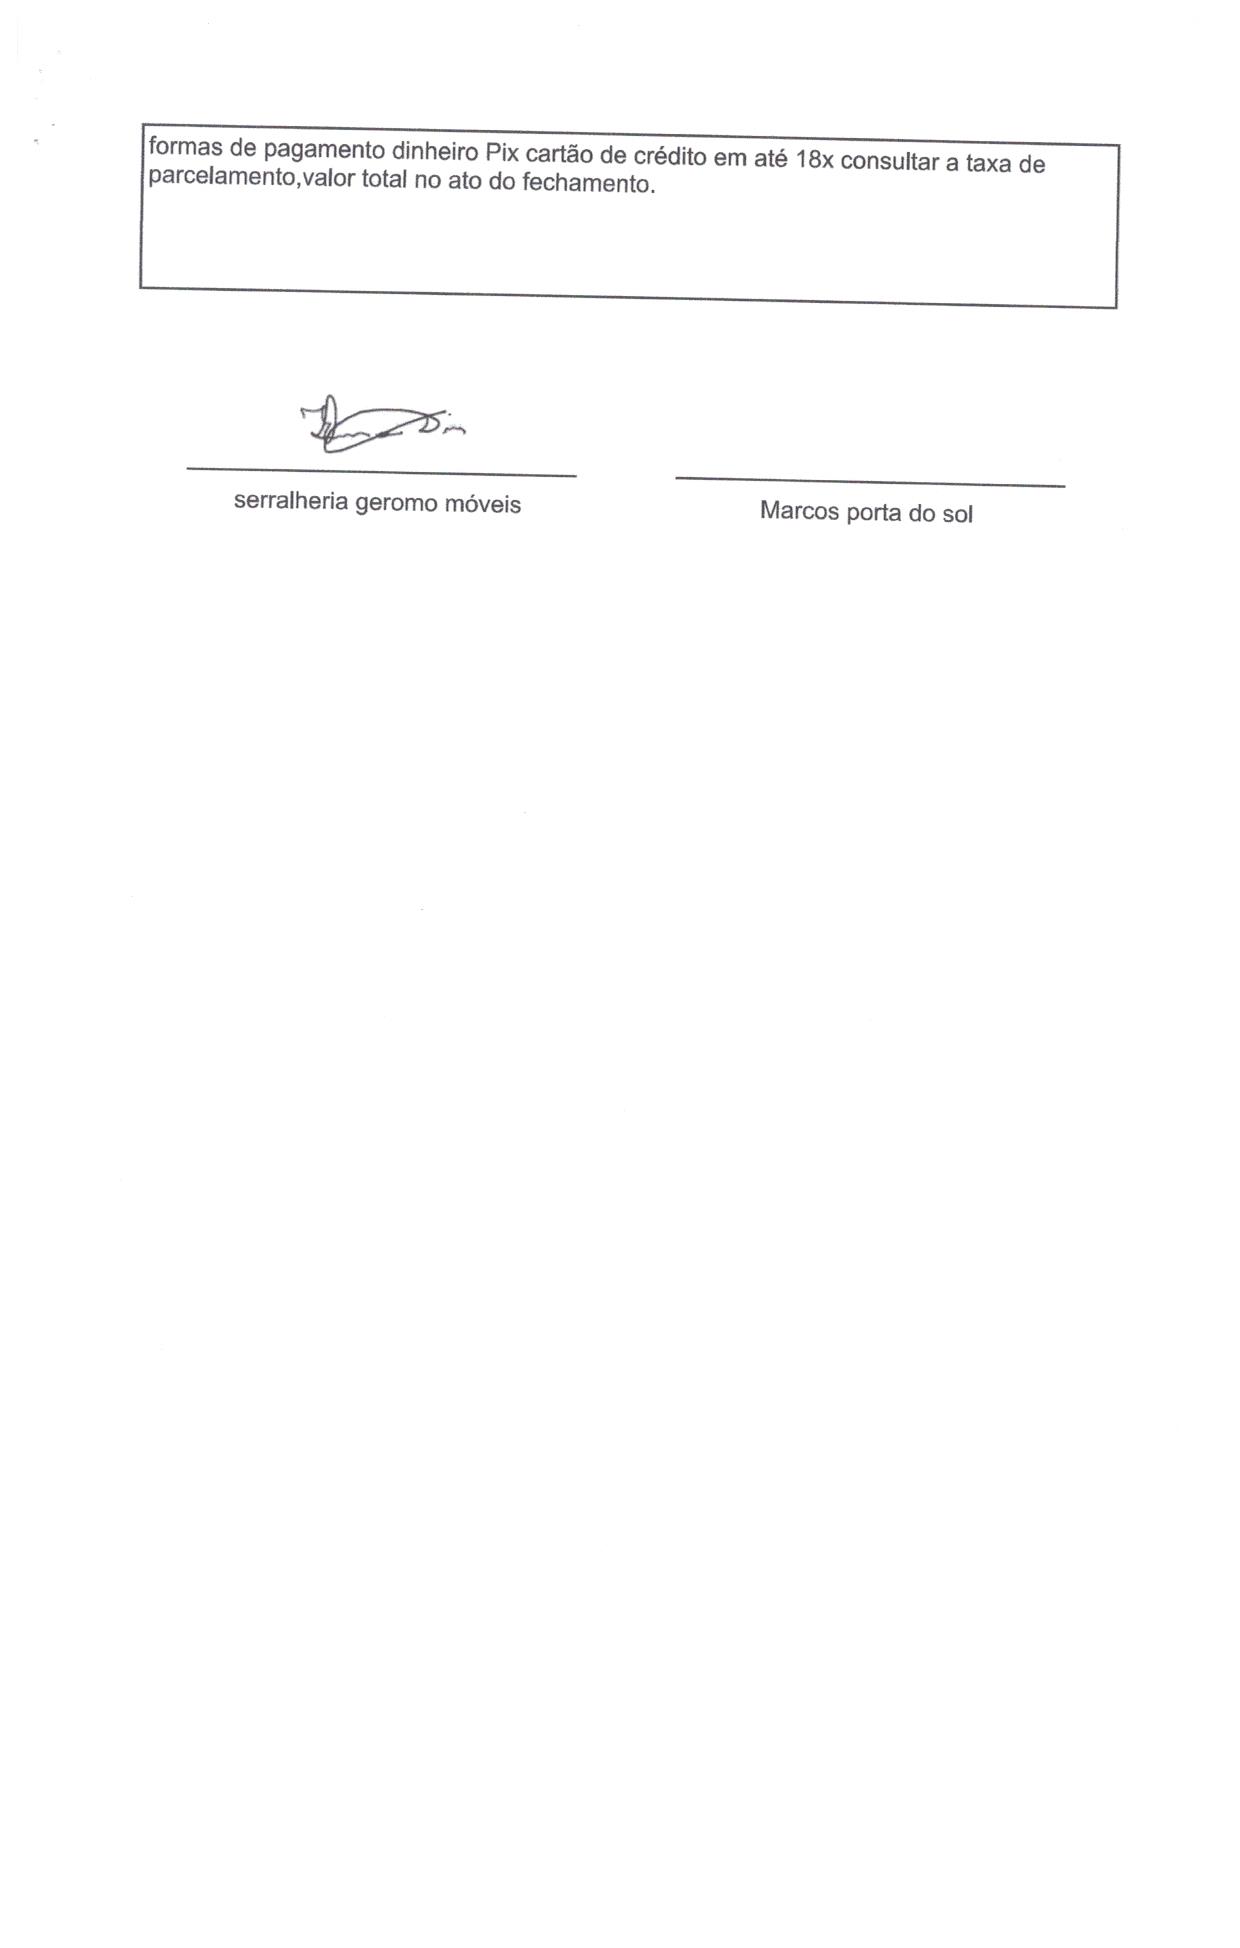 formas de pagamento dinheiro Pix cartão de crédito em até 18x consultar a taxa de
parcelamento,valor total no ato do fechamento.
serralheria geromo móveis
Marcos porta do sol